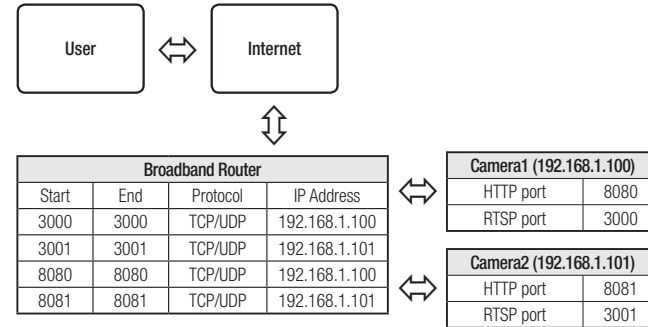 User
Internet
Broadband Router
Start End Protocol IP Address
3000 3000 TCP/UDP 192.168.1.100
3001 3001 TCP/UDP 192.168.1.101
8080 8080 TCP/UDP 192.168.1.100
8081 8081 TCP/UDP 192.168.1.101
Camera1 (192.168.1.100)
HTTP port 8080
RTSP port 3000
Camera2 (192.168.1.101)
HTTP port 8081
RTSP port 3001